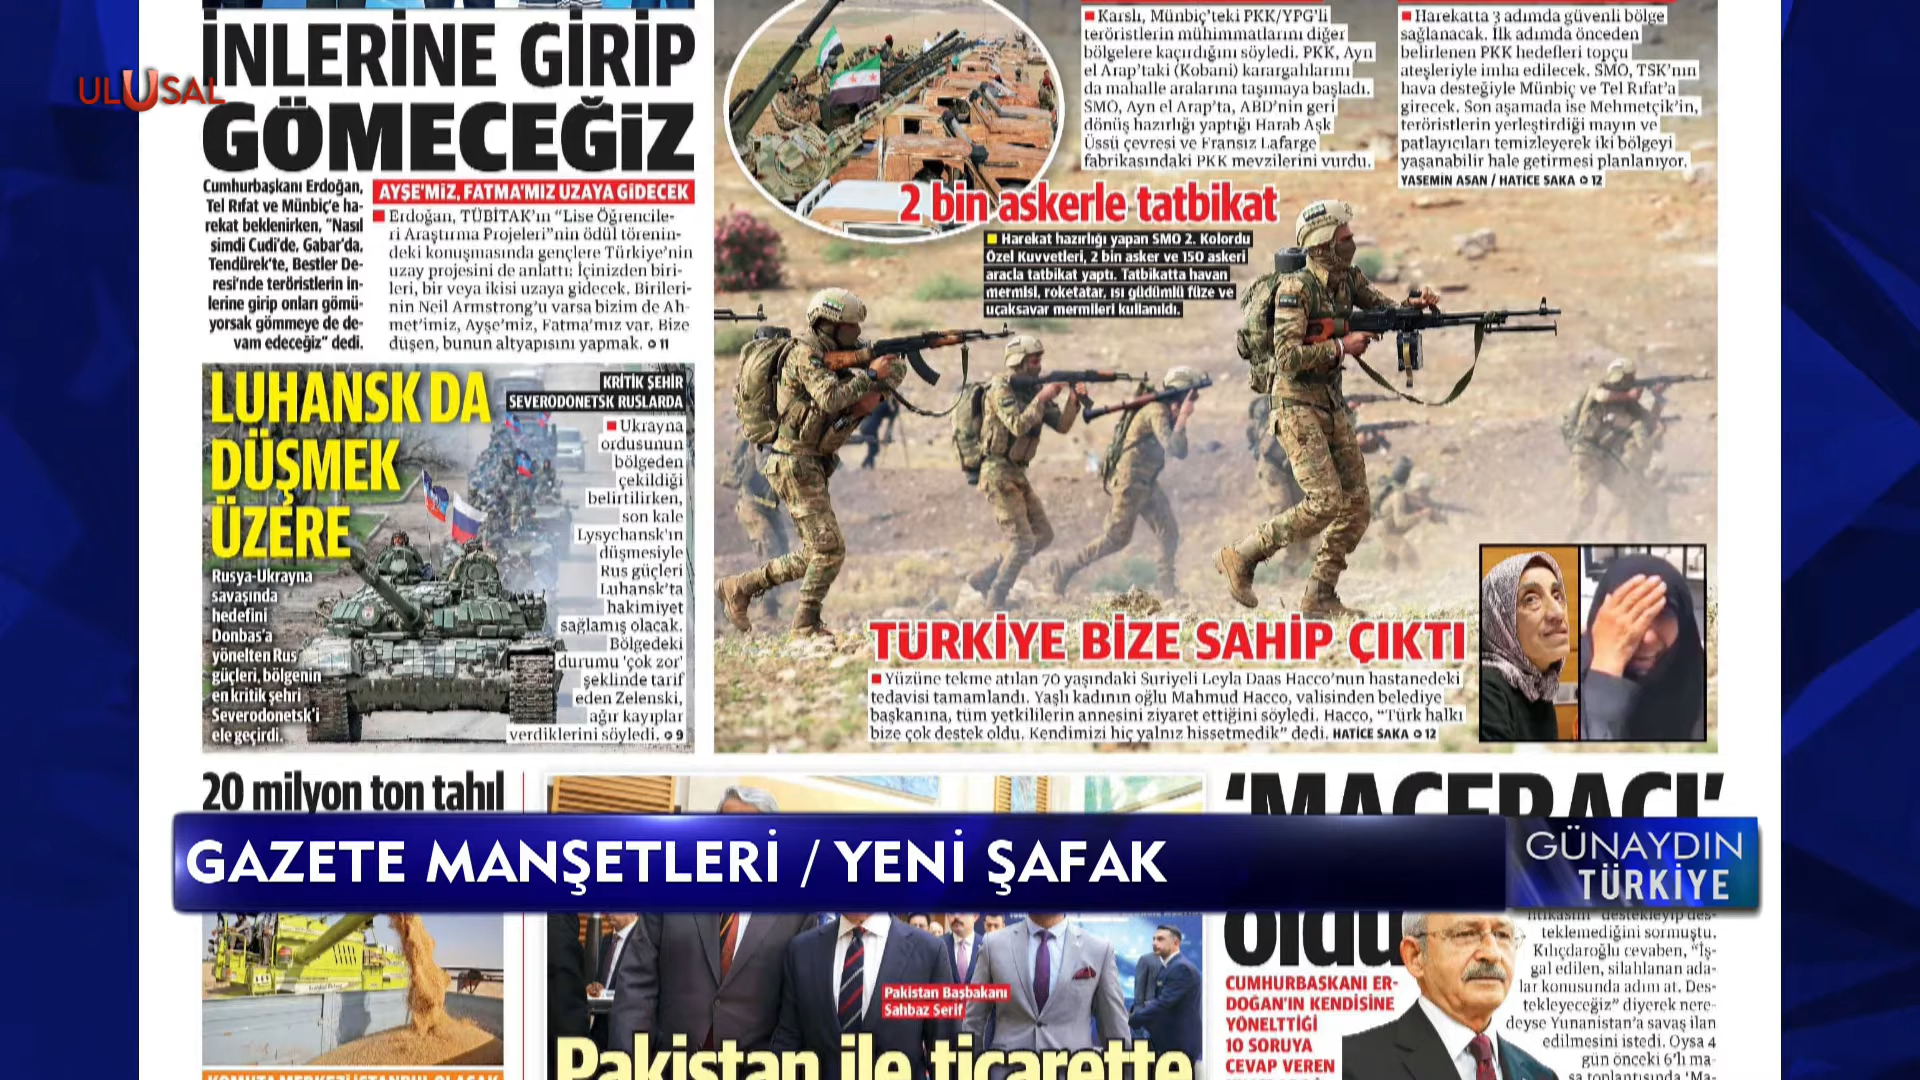 ULUSAL
İNLERİNE GİRİP
GÖMECEĞİZ
Cumhurbaşkanı Erdoğan,
Tel Rıfat ve Münbiç'e ha-
rekat beklenirken, "Nasıl
şimdi Cudi'de, Gabar'da,
Tendürek'te, Bestler De-
resi'nde teröristlerin in-
lerine girip onları gömü-
yorsak gömmeye de de-
vam edeceğiz" dedi.
AYŞE'MİZ, FATMA'MIZ UZAYA GİDECEK
Erdoğan, TÜBİTAK'ın "Lise Öğrencile-
ri Araştırma Projeleri"nin ödül törenin-
deki konuşmasında gençlere Türkiye'nin
uzay projesini de anlattı: İçinizden biri-
leri, bir veya ikisi uzaya gidecek. Birileri-
nin Neil Armstrong'u varsa bizim de Ah-
met'imiz, Ayşe'miz, Fatma'mız var. Bize
düşen, bunun altyapısını yapmak. 11
Karslı, Münbiç'teki PKK/YPG'li
teröristlerin mühimmatlarını diğer
bölgelere kaçırdığını söyledi. PKK, Ayn
el Arap'taki (Kobani) karargahlarını
da mahalle aralarına taşımaya başladı.
SMO, Ayn el Arap'ta, ABD'nin geri
dönüş hazırlığı yaptığı Harab Aşk
Üssü çevresi ve Fransız Lafarge
fabrikasındaki PKK mevzilerini vurdu.
Harekatta 3 adımda güvenli bölge
sağlanacak. İlk adımda önceden
belirlenen PKK hedefleri topçu
ateşleriyle imha edilecek. SMO, TSK'nın
hava desteğiyle Münbiç ve Tel Rıfat'a
girecek. Son aşamada ise Mehmetçik'in,
teröristlerin yerleştirdiği mayın ve
patlayıcıları temizleyerek iki bölgeyi
yaşanabilir hale getirmesi planlanıyor.
YASEMIN ASAN / HATİCE SAKA 12
2 bin askerle tatbikat
Harekat hazırlığı yapan SMO 2. Kolordu
Özel Kuvvetleri, 2 bin asker ve 150 askeri
araçla tatbikat yaptı. Tatbikatta havan
mermisi, roketatar, ısı güdümlü füze ve
uçaksavar mermileri kullanıldı.
LUHANSK DA
DÜŞMEK
ÜZERE
Rusya-Ukrayna
savaşında
hedefini
Donbas'a
yönelten Rus
güçleri, bölgenin
en kritik şehri
Severodonetsk'i
ele geçirdi.
KRİTİK ŞEHİR
SEVERODONETSK RUSLARDA
Ukrayna
ordusunun
bölgeden
çekildiği
belirtilirken,
son kale
Lysychansk'ın
düşmesiyle
Rus güçleri
Luhansk'ta
hakimiyet
sağlamış olacak.
Bölgedeki
durumu 'çok zor'
şeklinde tarif
eden Zelenski,
ağır kayıplar
verdiklerini söyledi. 9
TÜRKİYE BİZE SAHİP ÇIKTI
Yüzüne tekme atılan 70 yaşındaki Suriyeli Leyla Daas Hacco'nun hastanedeki
tedavisi tamamlandı. Yaşlı kadının oğlu Mahmud Hacco, valisinden belediye
başkanına, tüm yetkililerin annesini ziyaret ettiğini söyledi. Hacco, "Türk halkı
bize çok destek oldu. Kendimizi hiç yalnız hissetmedik" dedi. HATİCE SAKA 12
20 milyon ton tahıl
'MACERACI'
GAZETE MANŞETLERİ / YENİ ŞAFAK
GÜNAYDIN
TÜRKİYE
oldu
Pakistan Başbakanı
Şahbaz Şerif
Pakistan ile ticarette
CUMHURBAŞKANI ER-
DOĞAN'IN KENDİSİNE
YÖNELTTİĞİ
10 SORUYA
CEVAP VEREN
destekleyip des-
teklemediğini sormuştu.
Kılıçdaroğlu cevaben, "İş-
gal edilen, silahlanan ada-
lar konusunda adım at. Des-
tekleyeceğiz" diyerek nere-
deyse Yunanistan'a savaş ilan
edilmesini istedi. Oysa 4
gün önceki 6'lı ma-
sa toplantısında 'Ma-
KOMUTA MERKEZİ İSTANBUL OLACAK